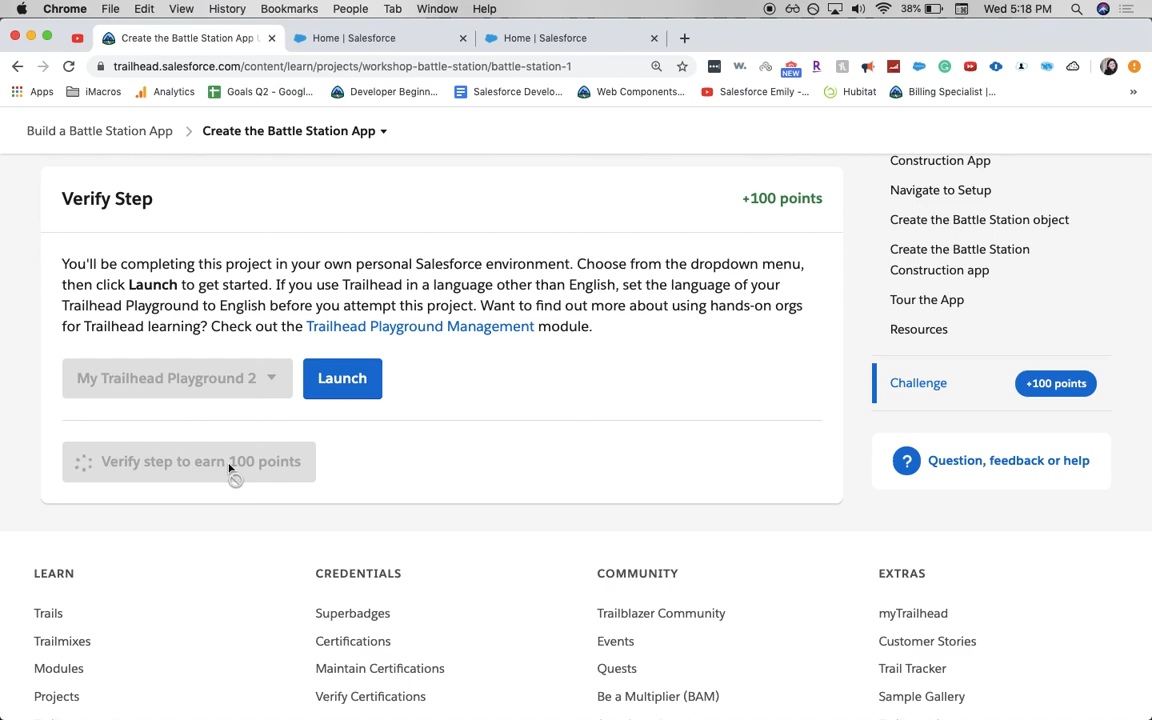 Chrome File Edit View History Bookmarks People Tab Window Help 38% Wed 5:18 PM
Create the Battle Station App Home | Salesforce Home | Salesforce
trailhead.salesforce.com/content/learn/projects/workshop-battle-station/battle-station-1 NEW
Apps iMacros Analytics Goals Q2 - Googl... Developer Beginn... Salesforce Develo... Web Components... Salesforce Emily -... Hubitat Billing Specialist |... »
Build a Battle Station App Create the Battle Station App
Verify Step
+100 points
You'll be completing this project in your own personal Salesforce environment. Choose from the dropdown menu,
then click Launch to get started. If you use Trailhead in a language other than English, set the language of your
Trailhead Playground to English before you attempt this project. Want to find out more about using hands-on orgs
for Trailhead learning? Check out the Trailhead Playground Management module.
My Trailhead Playground 2
Launch
Verify step to earn 100 points
Construction App
Navigate to Setup
Create the Battle Station object
Create the Battle Station
Construction app
Tour the App
Resources
Challenge +100 points
? Question, feedback or help
LEARN
Trails
Trailmixes
Modules
Projects
CREDENTIALS
Superbadges
Certifications
Maintain Certifications
Verify Certifications
COMMUNITY
Trailblazer Community
Events
Quests
Be a Multiplier (BAM)
EXTRAS
myTrailhead
Customer Stories
Trail Tracker
Sample Gallery